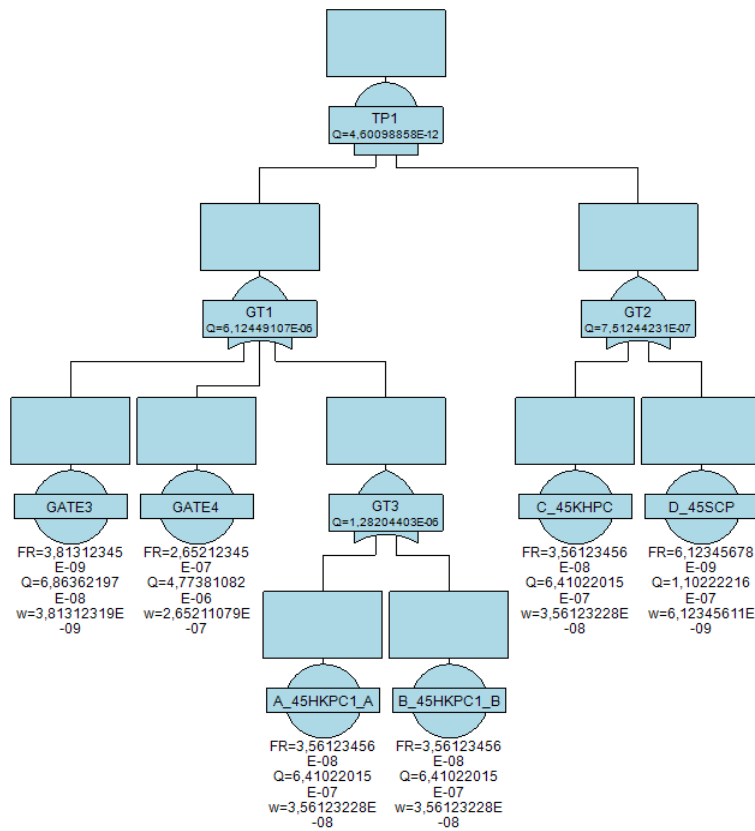 TP1
Q=4,60098858E-12
GT1
Q=6,12449107E-06
GT2
Q=7,51244231E-07
GATE3
FR=3,81312345
E-09
Q=6,86362197
E-08
w=3,81312319E
-09
GATE4
FR=2,65212345
E-07
Q=4,77381082
E-06
w=2,65211079E
-07
GT3
Q=1,28204403E-06
C_45KHPC
FR=3,56123456
E-08
Q=6,41022015
E-07
w=3,56123228E
-08
D_45SCP
FR=6,12345678
E-09
Q=1,10222216
E-07
w=6,12345611E
-09
A_45HKPC1_A
FR=3,56123456
E-08
Q=6,41022015
E-07
w=3,56123228E
-08
B_45HKPC1_B
FR=3,56123456
E-08
Q=6,41022015
E-07
w=3,56123228E
-08